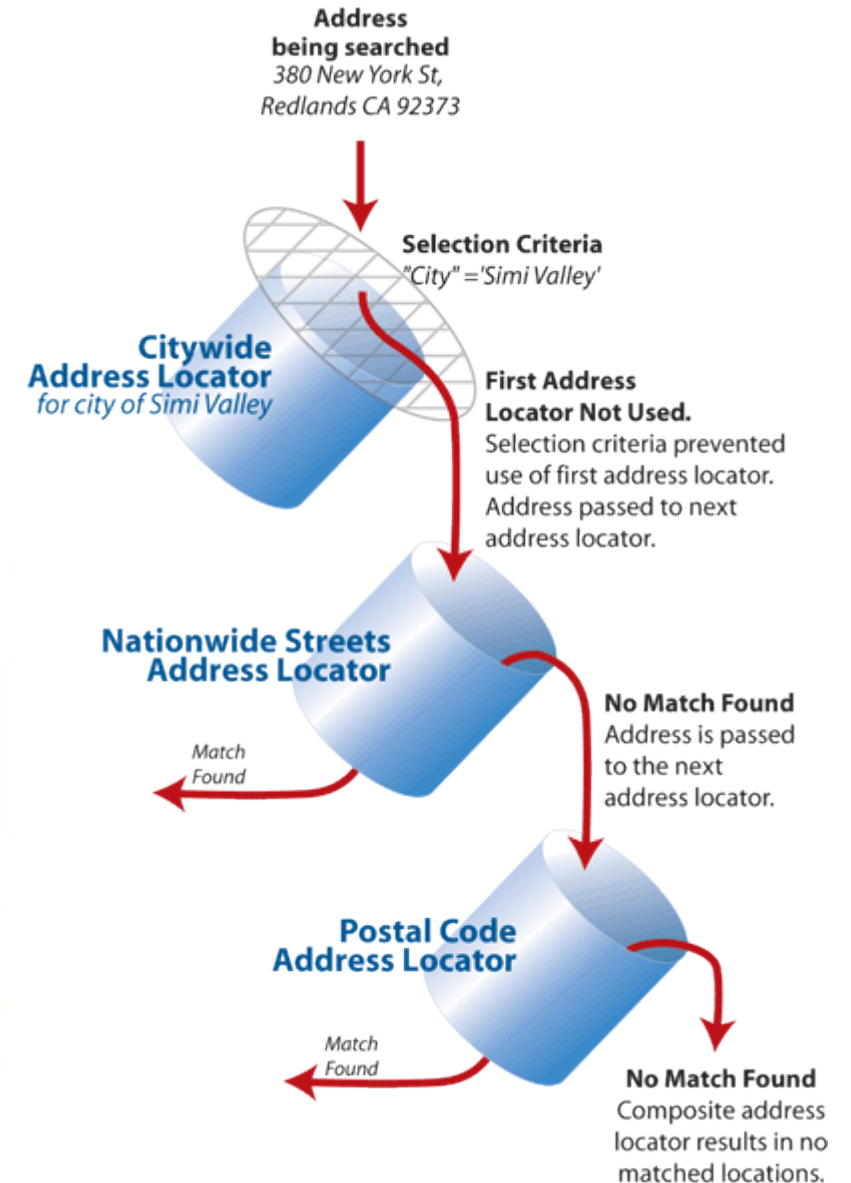 Address
being searched
380 New York St,
Redlands CA 92373
Selection Criteria
"City" ='Simi Valley'
Citywide
Address Locator
for city of Simi Valley
First Address
Locator Not Used.
Selection criteria prevented
use of first address locator.
Address passed to next
address locator.
Nationwide Streets
Address Locator
No Match Found
Address is passed
to the next
address locator.
Match
Found
Postal Code
Address Locator
Match
Found
No Match Found
Composite address
locator results in no
matched locations.